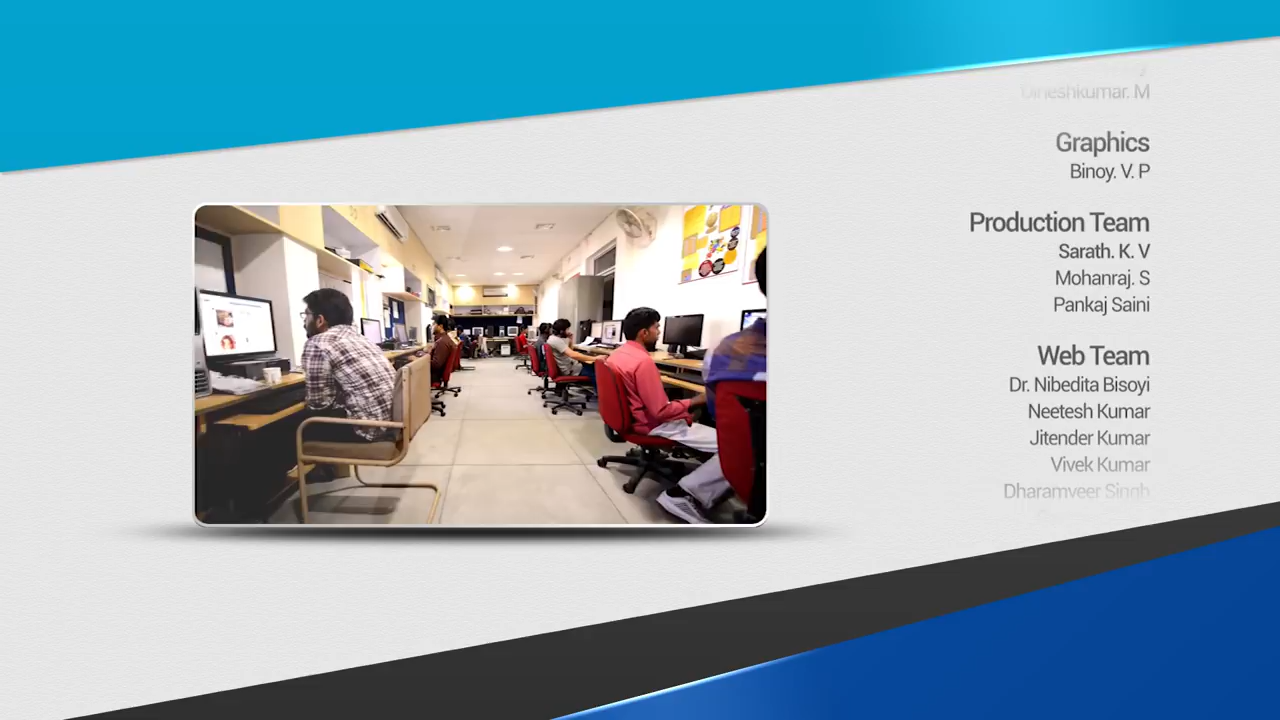 Dineshkumar. M
Graphics
Binoy. V. P
Production Team
Sarath. K. V
Mohanraj. S
Pankaj Saini
Web Team
Dr. Nibedita Bisoyi
Neetesh Kumar
Jitender Kumar
Vivek Kumar
Dharamveer Singh